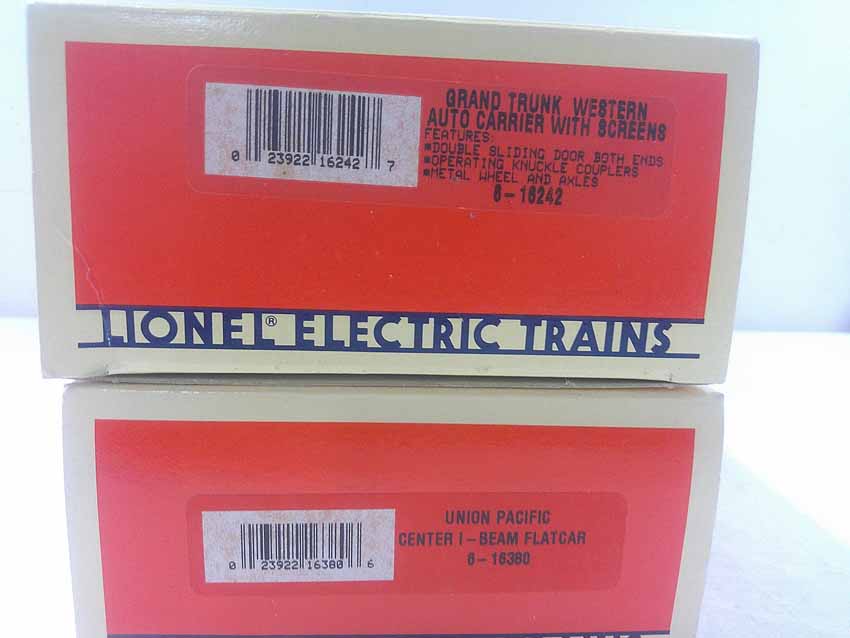 GRAND TRUNK WESTERN
AUTO CARRIER WITH SCREENS
FEATURES:
*DOUBLE SLIDING DOOR BOTH ENDS
*OPERATING KNUCKLE COUPLERS
*METAL WHEEL AND AXLES
6-16242
0 23922 16242 7
LIONEL® ELECTRIC TRAINS
UNION PACIFIC
CENTER I-BEAM FLATCAR
6-16380
0 23922 16380 6